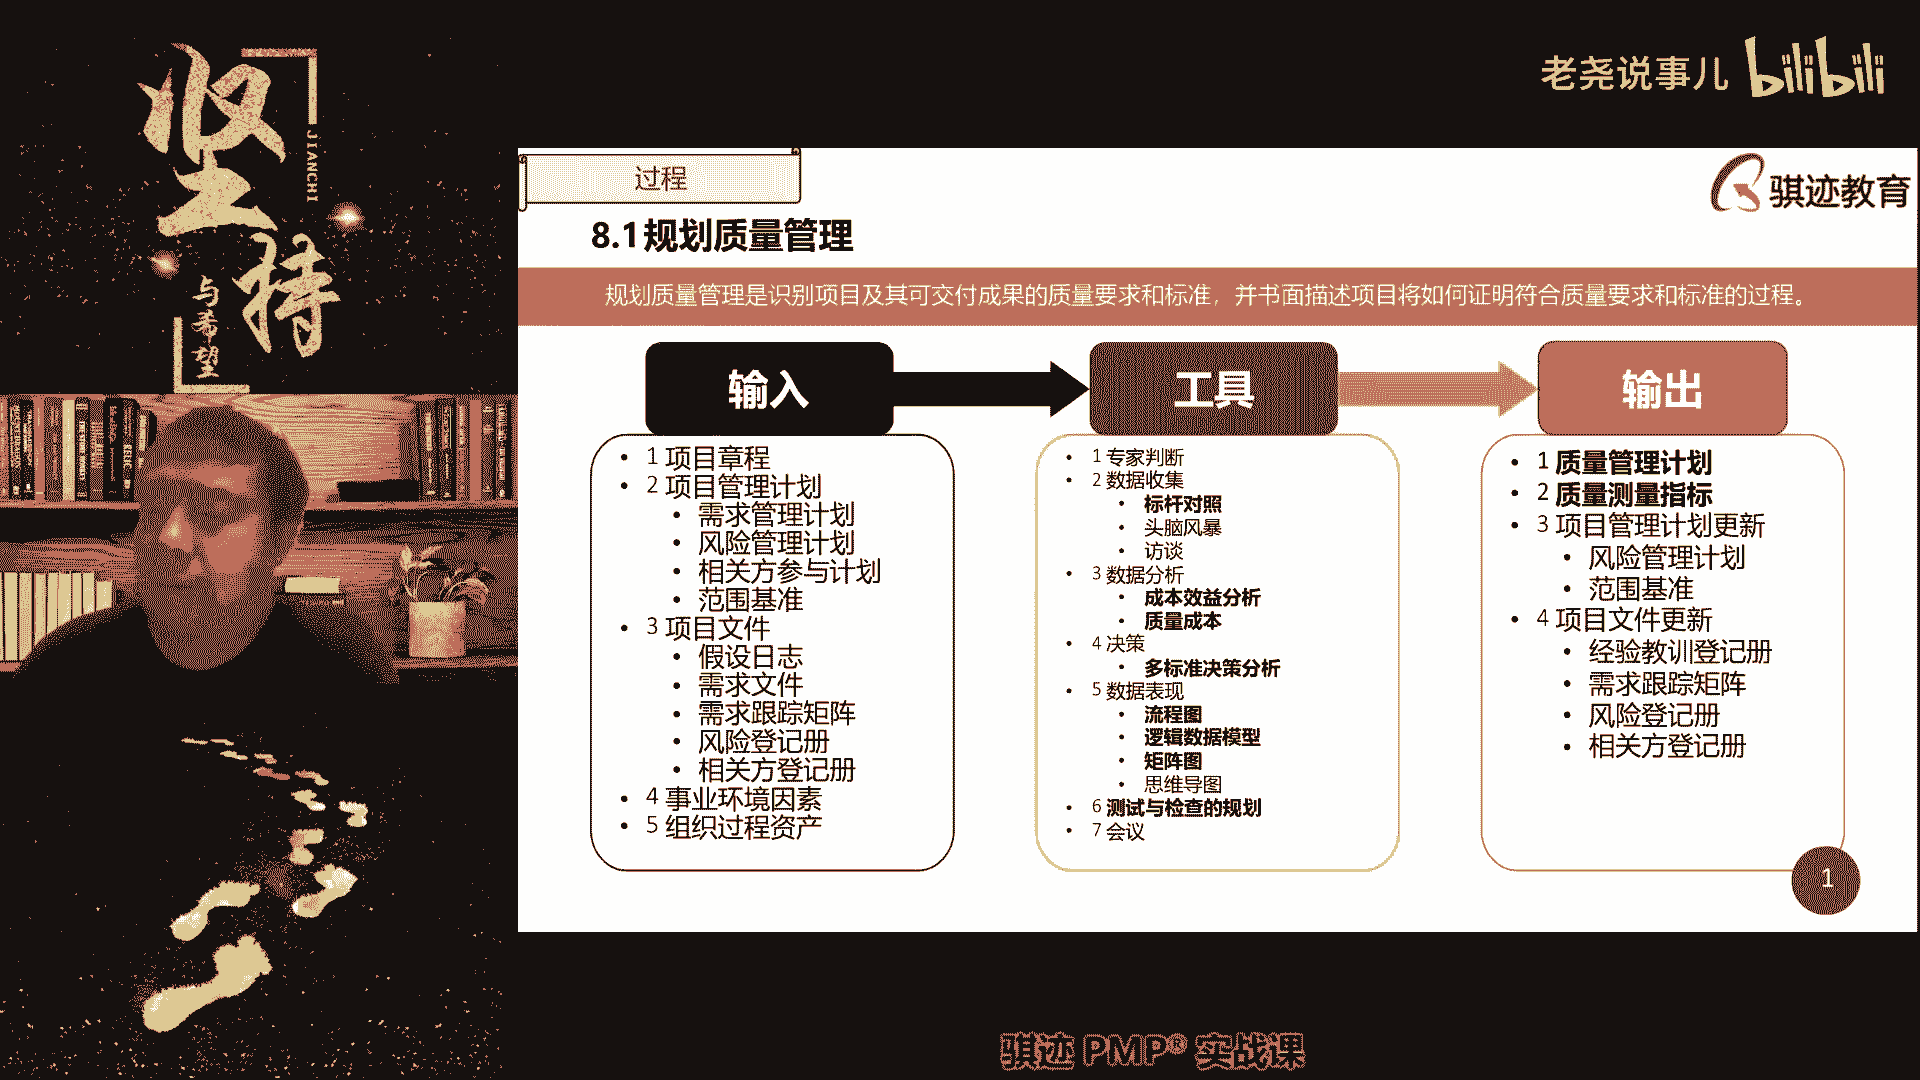 坚持
JIANCHI
与希望
老尧说事儿 bilibili
过程
骐迹教育
8.1规划质量管理
规划质量管理是识别项目及其可交付成果的质量要求和标准，并书面描述项目将如何证明符合质量要求和标准的过程。
输入
• 1 项目章程
• 2 项目管理计划
• 需求管理计划
• 风险管理计划
• 相关方参与计划
• 范围基准
• 3 项目文件
• 假设日志
• 需求文件
• 需求跟踪矩阵
• 风险登记册
• 相关方登记册
• 4 事业环境因素
• 5 组织过程资产
工具
• 1 专家判断
• 2 数据收集
• 标杆对照
• 头脑风暴
• 访谈
• 3 数据分析
• 成本效益分析
• 质量成本
• 4 决策
• 多标准决策分析
• 5 数据表现
• 流程图
• 逻辑数据模型
• 矩阵图
• 思维导图
• 6 测试与检查的规划
• 7 会议
输出
• 1 质量管理计划
• 2 质量测量指标
• 3 项目管理计划更新
• 风险管理计划
• 范围基准
• 4 项目文件更新
• 经验教训登记册
• 需求跟踪矩阵
• 风险登记册
• 相关方登记册
1
骐迹 PMP® 实战课